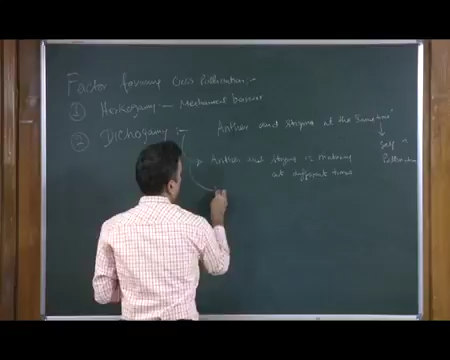 Factor favouring Cross Pollination :-
① Herkogamy — Mechanical barrier
② Dichogamy :- Anther and stigma at the same time
Self
Pollination
Anther and stigma is maturing
at different times